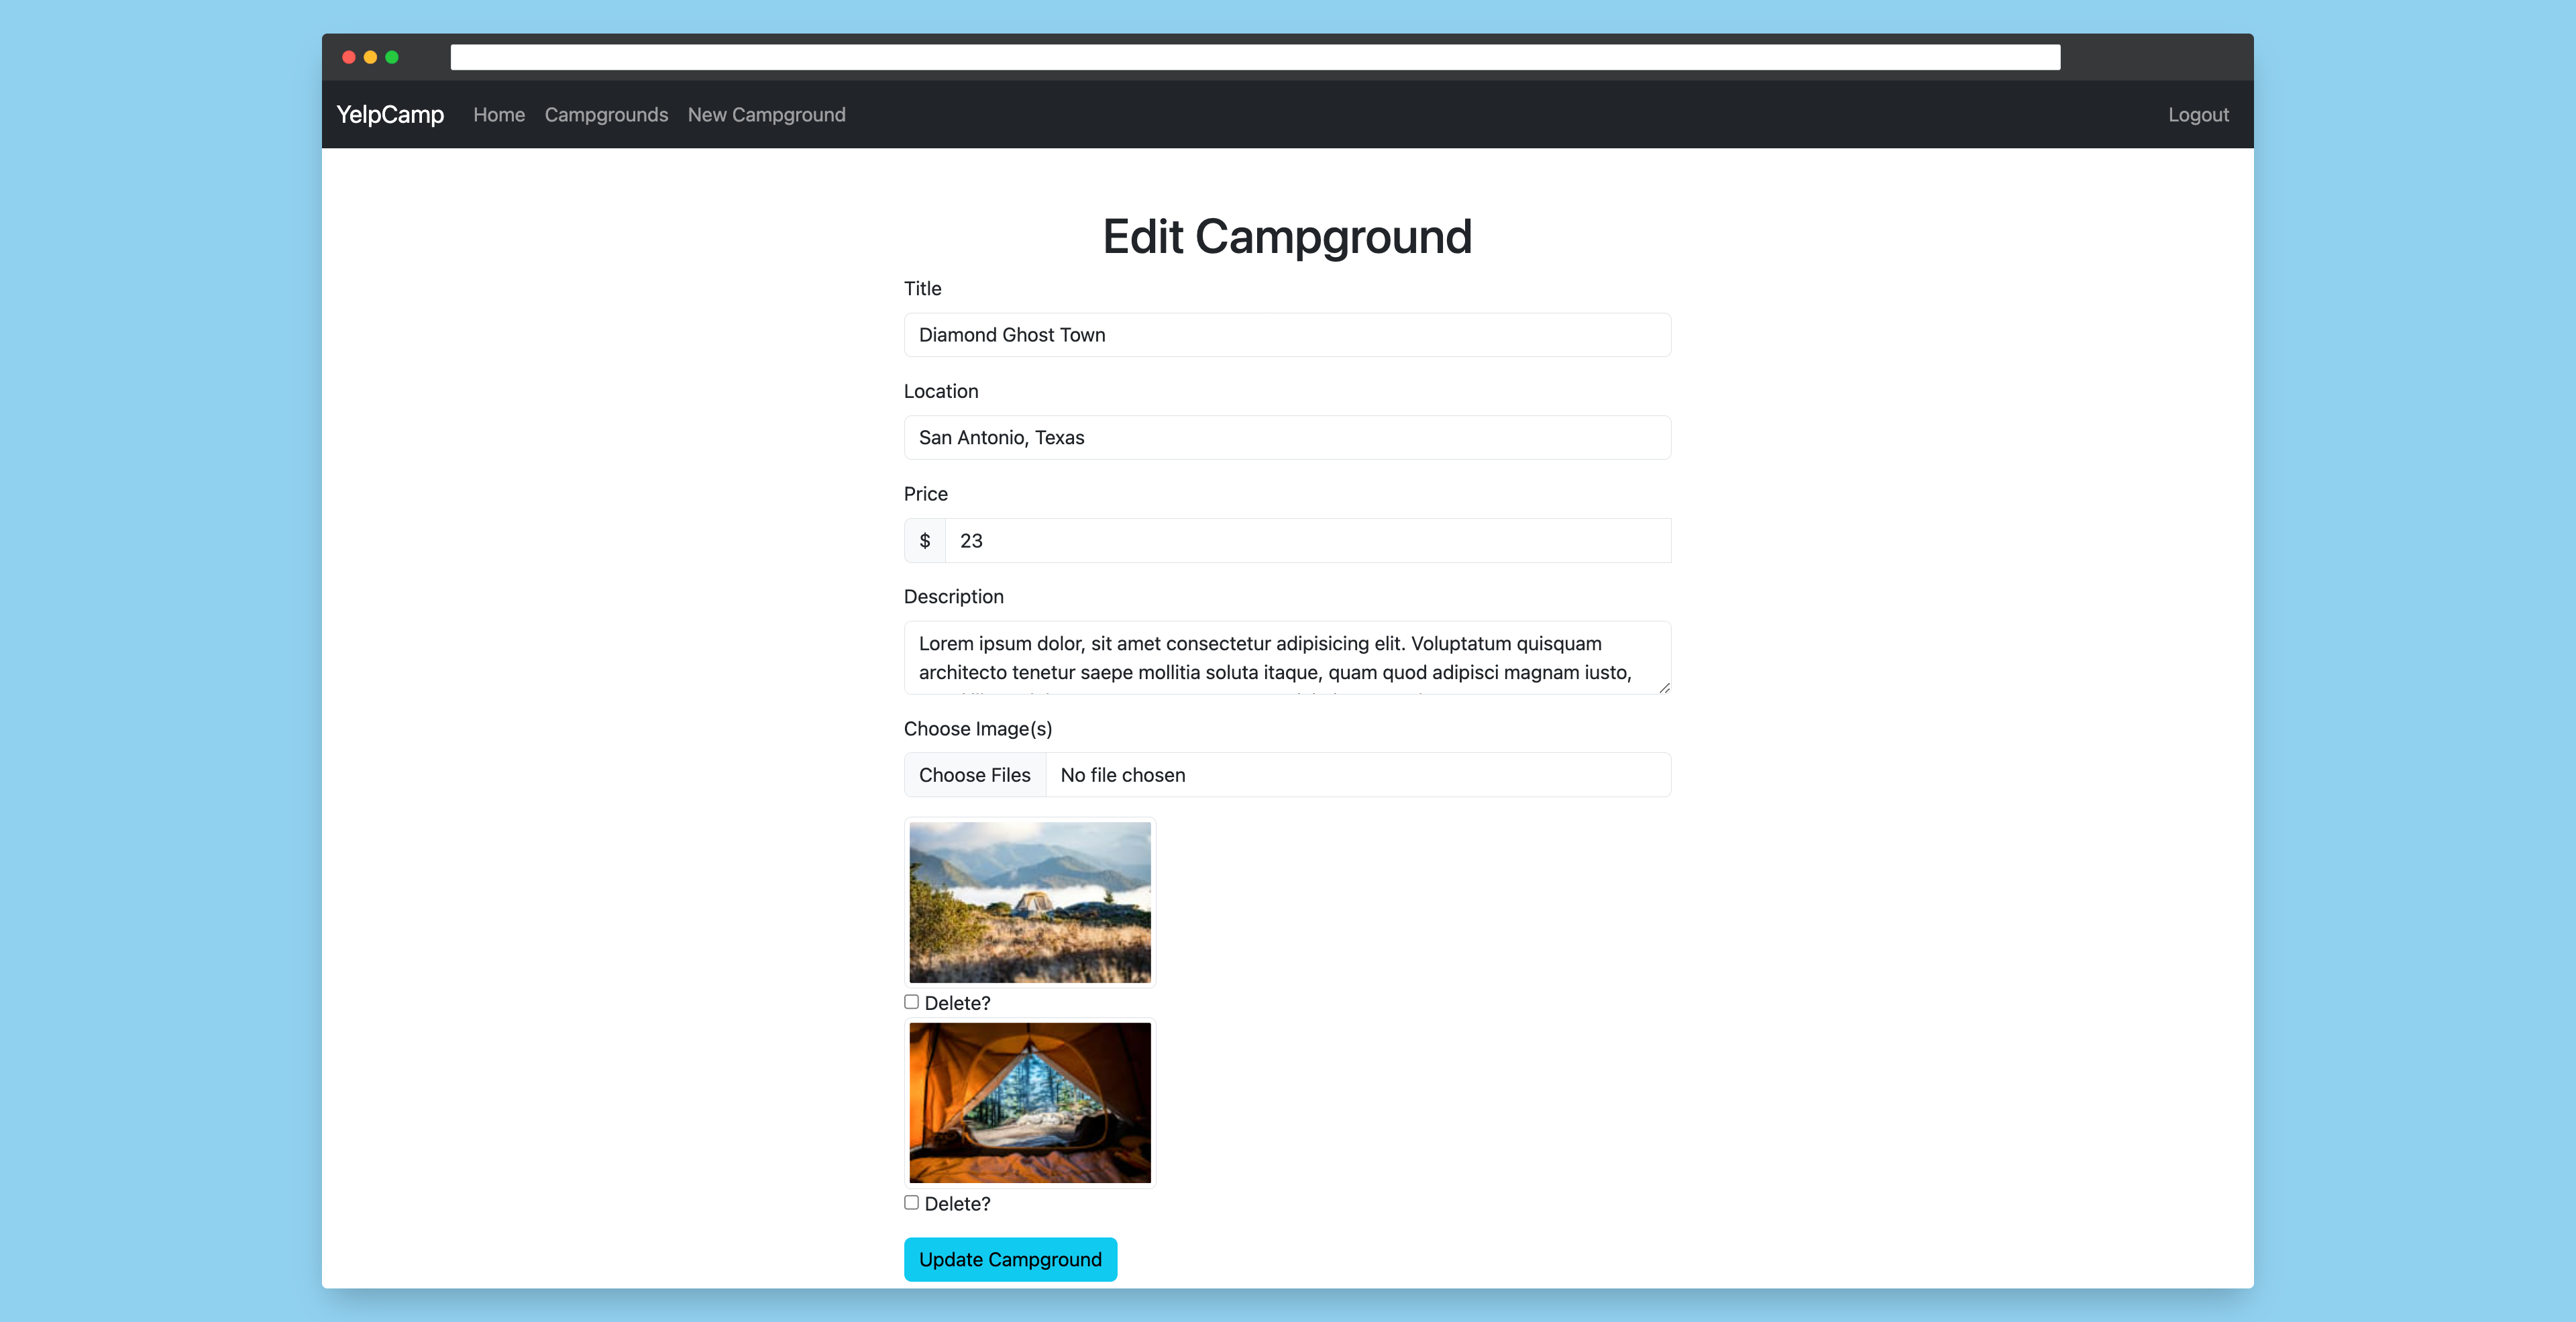 YelpCamp Home Campgrounds New Campground Logout
Edit Campground
Title
Diamond Ghost Town
Location
San Antonio, Texas
Price
$ 23
Description
Lorem ipsum dolor, sit amet consectetur adipisicing elit. Voluptatum quisquam
architecto tenetur saepe mollitia soluta itaque, quam quod adipisci magnam iusto,
Choose Image(s)
Choose Files No file chosen
Delete?
Delete?
Update Campground